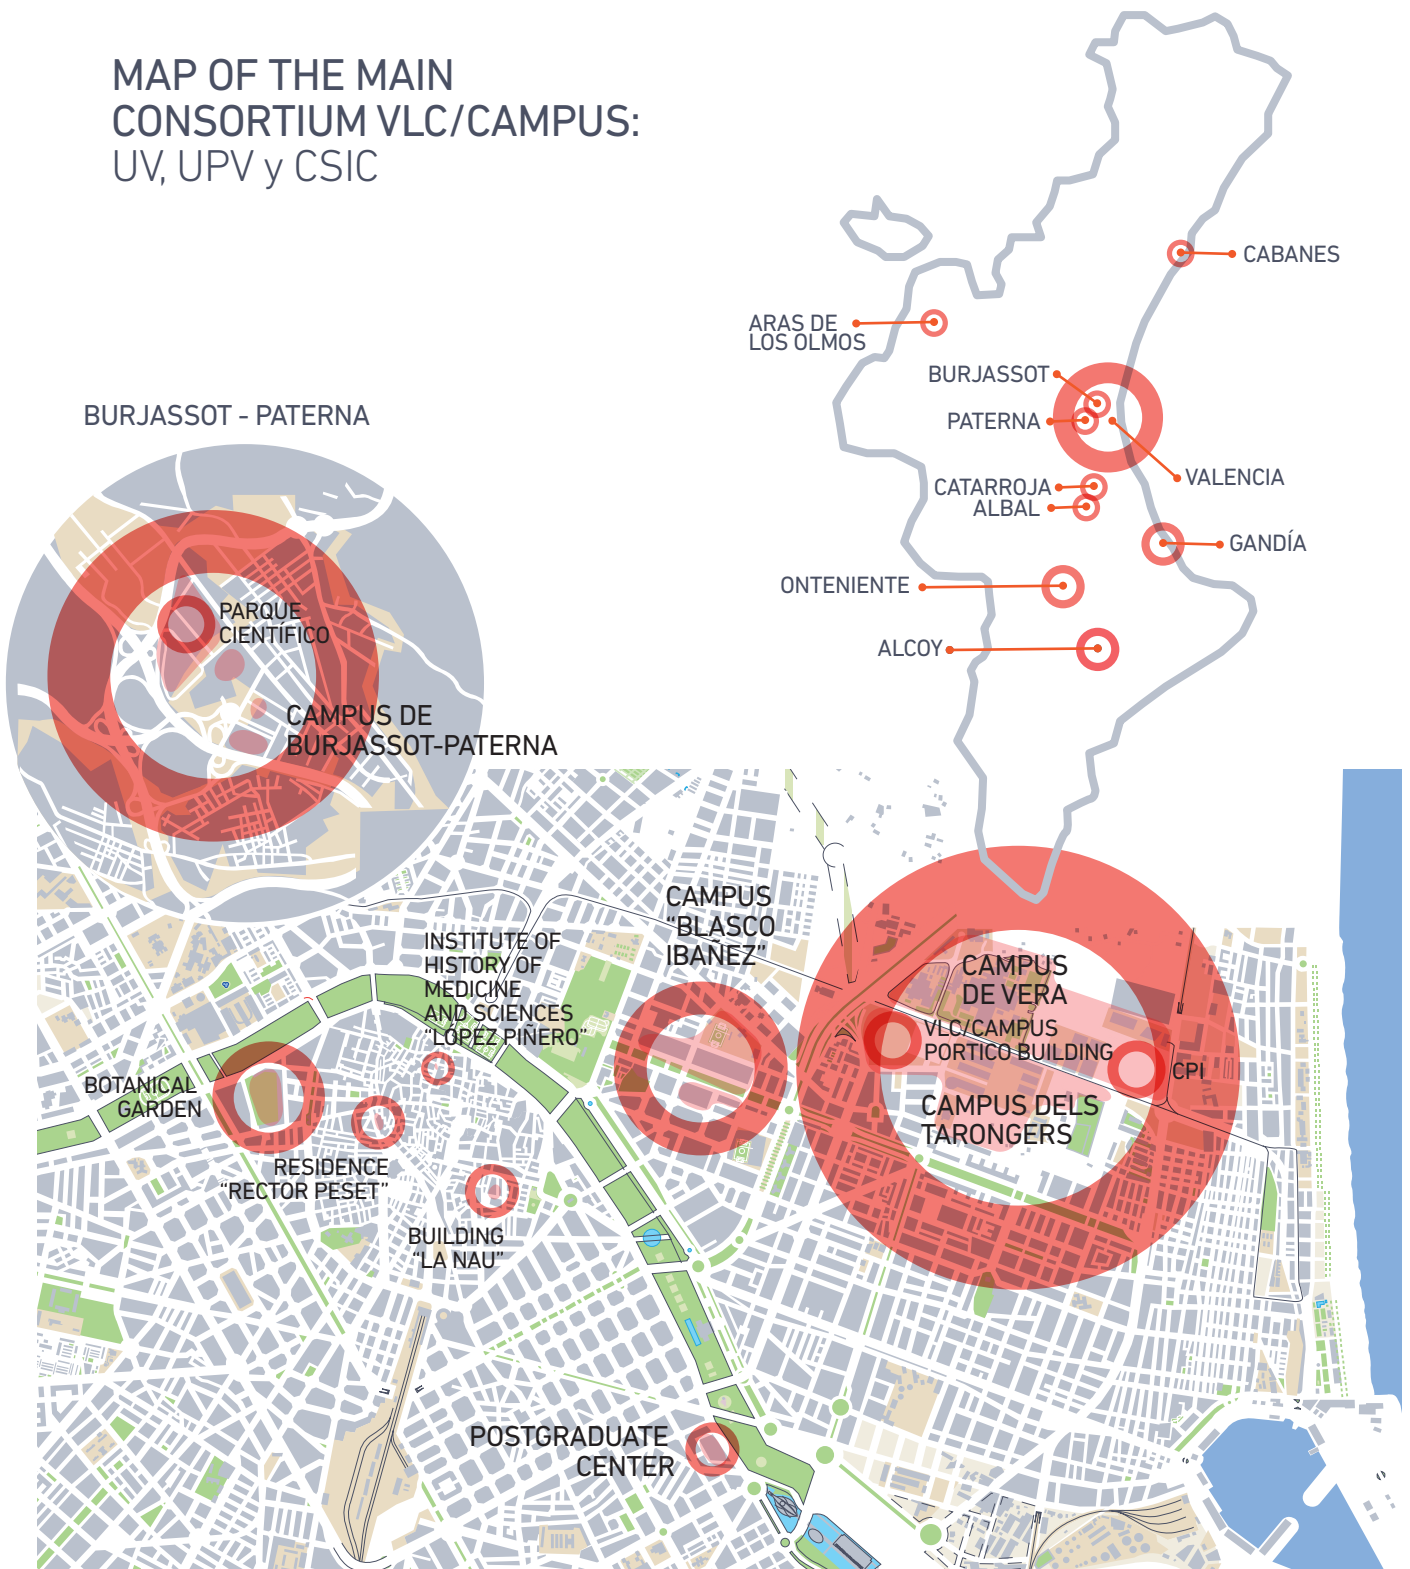 MAP OF THE MAIN
CONSORTIUM VLC/CAMPUS:
UV, UPV y CSIC
CABANES
ARAS DE
LOS OLMOS
BURJASSOT
PATERNA
VALENCIA
CATARROJA
ALBAL
GANDÍA
ONTENIENTE
ALCOY
BURJASSOT - PATERNA
PARQUE
CIENTÍFICO
CAMPUS DE
BURJASSOT-PATERNA
CAMPUS
“BLASCO
IBAÑEZ”
INSTITUTE OF
HISTORY OF
MEDICINE
AND SCIENCES
“LÓPEZ PIÑERO”
CAMPUS
DE VERA
VLC/CAMPUS
PORTICO BUILDING
CPI
CAMPUS DELS
TARONGERS
BOTANICAL
GARDEN
RESIDENCE
“RECTOR PESET”
BUILDING
“LA NAU”
POSTGRADUATE
CENTER